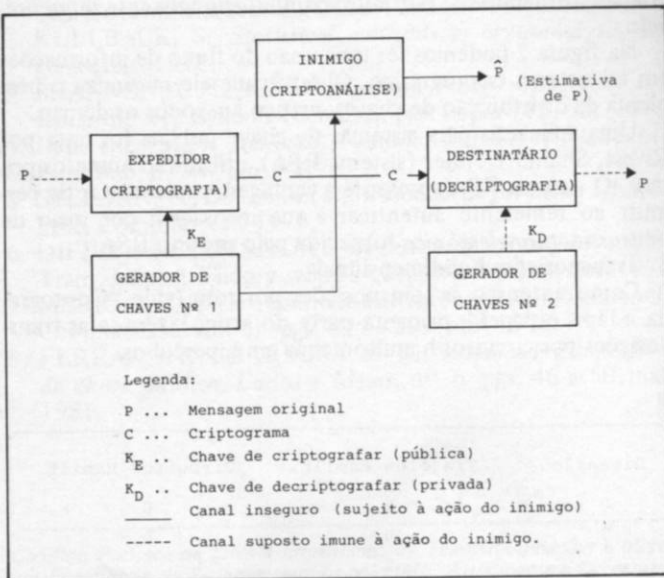 INIMIGO
(CRIPTOANÁLISE)
P̂
(Estimativa
de P)
P
EXPEDIDOR
(CRIPTOGRAFIA)
C
C
DESTINATÁRIO
(DECRIPTOGRAFIA)
P
K_E
K_D
GERADOR DE
CHAVES Nº 1
GERADOR DE
CHAVES Nº 2
Legenda:
P ... Mensagem original
C ... Criptograma
K_E .. Chave de criptografar (pública)
K_D .. Chave de decriptografar (privada)
Canal inseguro (sujeito à ação do inimigo)
Canal suposto imune à ação do inimigo.